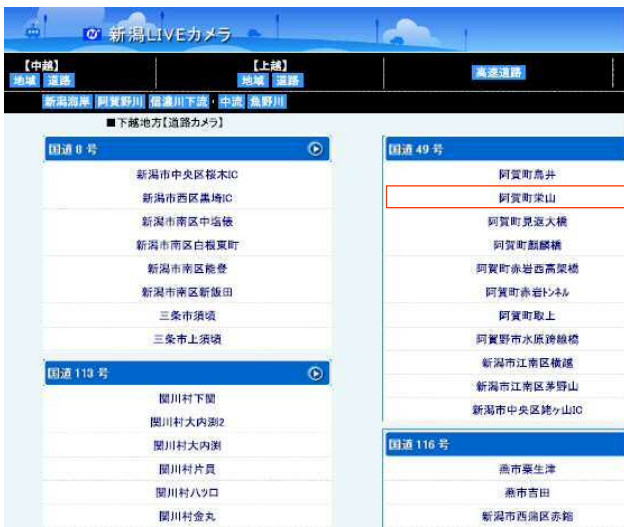 新潟LIVEカメラ
【中越】
地域 道路
【上越】
地域 道路
高速道路
新潟海岸 阿賀野川 信濃川下流・中流 魚野川
■下越地方【道路カメラ】
国道 8 号
新潟市中央区桜木IC
新潟市西区黒埼IC
新潟市南区中塩俵
新潟市南区白根東町
新潟市南区能登
新潟市南区新飯田
三条市須頃
三条市上須頃
国道 113 号
関川村下関
関川村大内渕2
関川村大内渕
関川村片貝
関川村八ツ口
関川村金丸
国道 49 号
阿賀町鳥井
阿賀町栄山
阿賀町見返大橋
阿賀町麒麟橋
阿賀町赤岩西高架橋
阿賀町赤岩トンネル
阿賀町取上
阿賀野市水原跨線橋
新潟市江南区横越
新潟市江南区茅野山
新潟市中央区姥ヶ山IC
国道 116 号
燕市粟生津
燕市吉田
新潟市西蒲区赤鏥